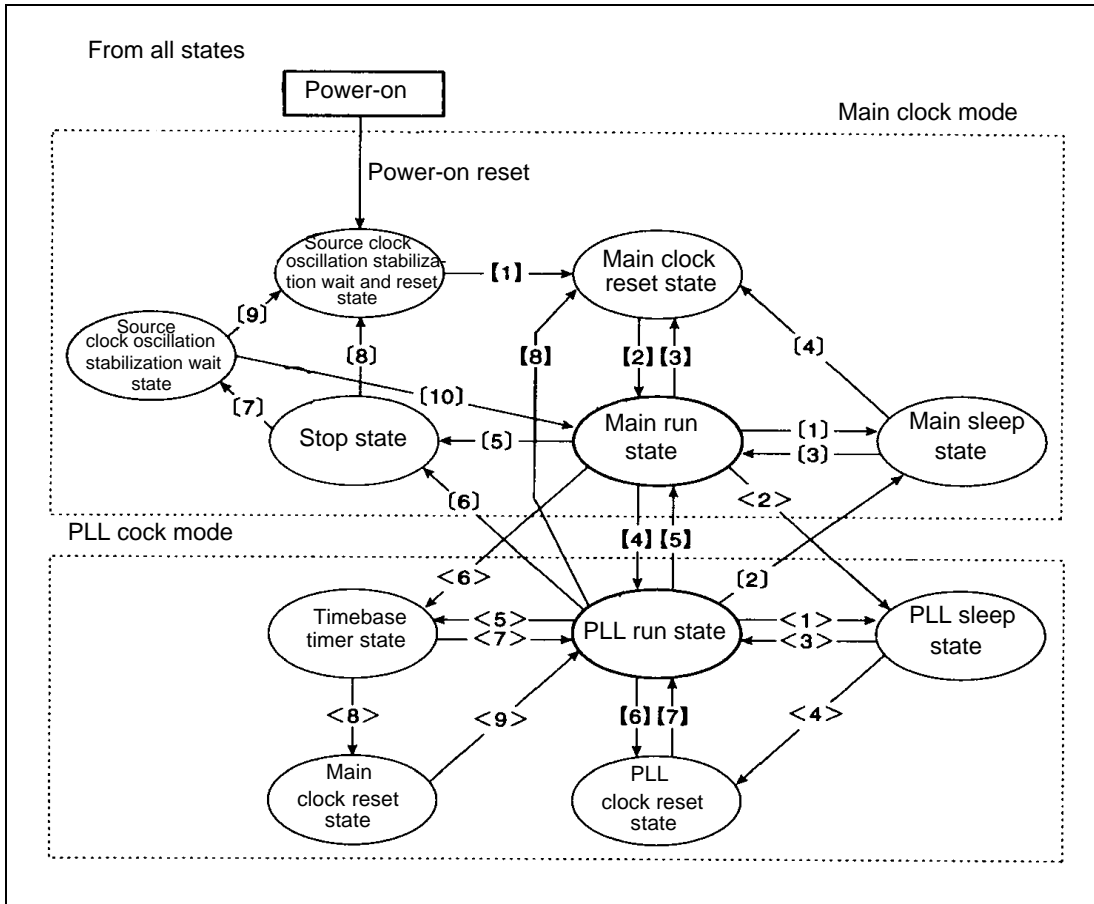 From all states
Power-on
Main clock mode
Power-on reset
Source clock
oscillation stabiliza-
tion wait and reset
state
【1】
Main clock
reset state
Source
clock oscillation
stabilization wait
state
〔9〕
〔8〕
【8】
【2】
【3】
〔4〕
〔7〕
〔10〕
Stop state
〔5〕
Main run
state
〔1〕
〔3〕
Main sleep
state
〔6〕
<2>
PLL cock mode
【4】
【5】
〔2〕
<6>
Timebase
timer state
<5>
<7>
PLL run state
<1>
<3>
PLL sleep
state
<8>
<9>
【6】
【7】
<4>
Main
clock reset
state
PLL
clock reset
state